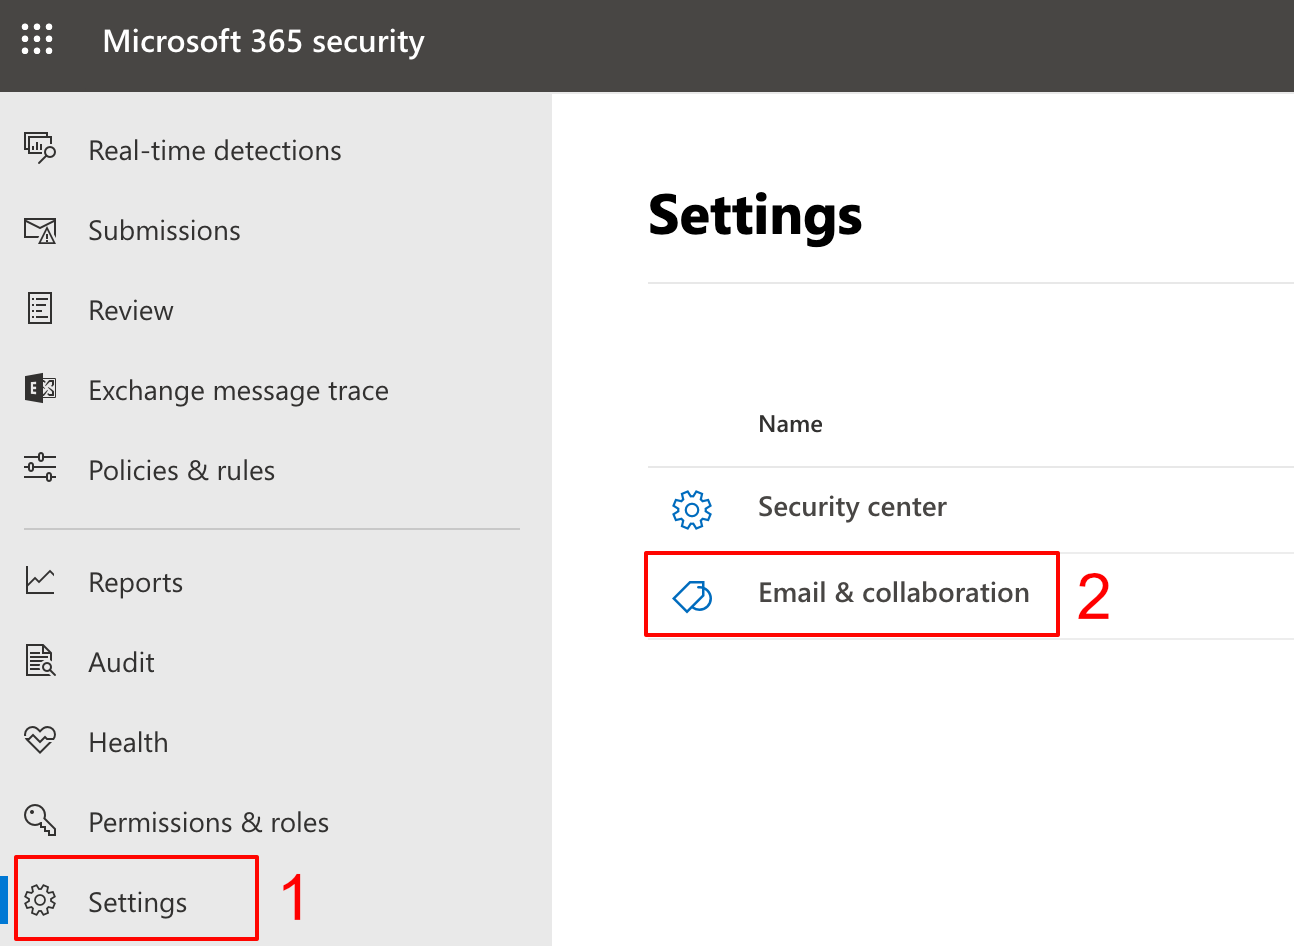 Microsoft 365 security
Real-time detections
Submissions
Review
Exchange message trace
Policies & rules
Reports
Audit
Health
Permissions & roles
Settings
1
Settings
Name
Security center
Email & collaboration
2